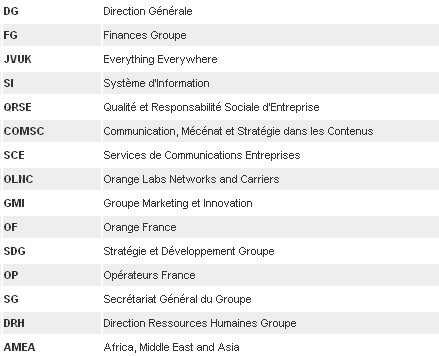 DG Direction Générale
FG Finances Groupe
JVUK Everything Everywhere
SI Système d'Information
QRSE Qualité et Responsabilité Sociale d'Entreprise
COMSC Communication, Mécénat et Stratégie dans les Contenus
SCE Services de Communications Entreprises
OLNC Orange Labs Networks and Carriers
GMI Groupe Marketing et Innovation
OF Orange France
SDG Stratégie et Développement Groupe
OP Opérateurs France
SG Secrétariat Général du Groupe
DRH Direction Ressources Humaines Groupe
AMEA Africa, Middle East and Asia